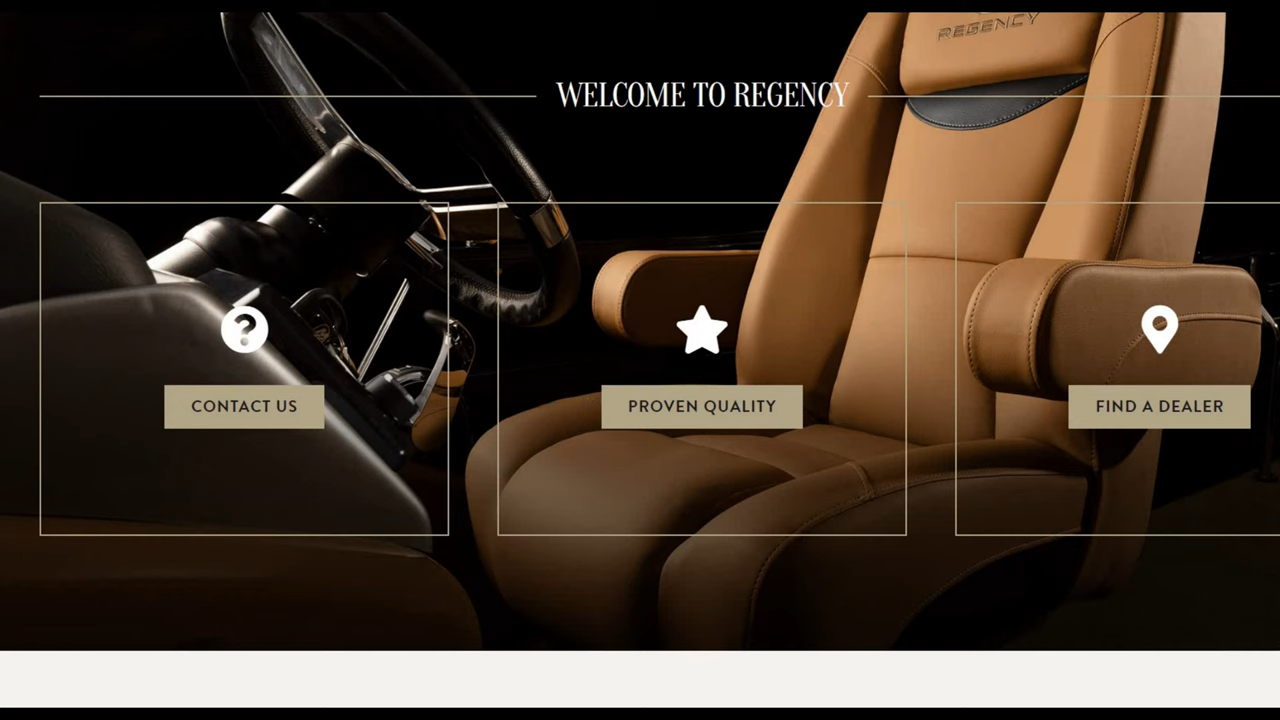 REGENCY
WELCOME TO REGENCY
CONTACT US
PROVEN QUALITY
FIND A DEALER